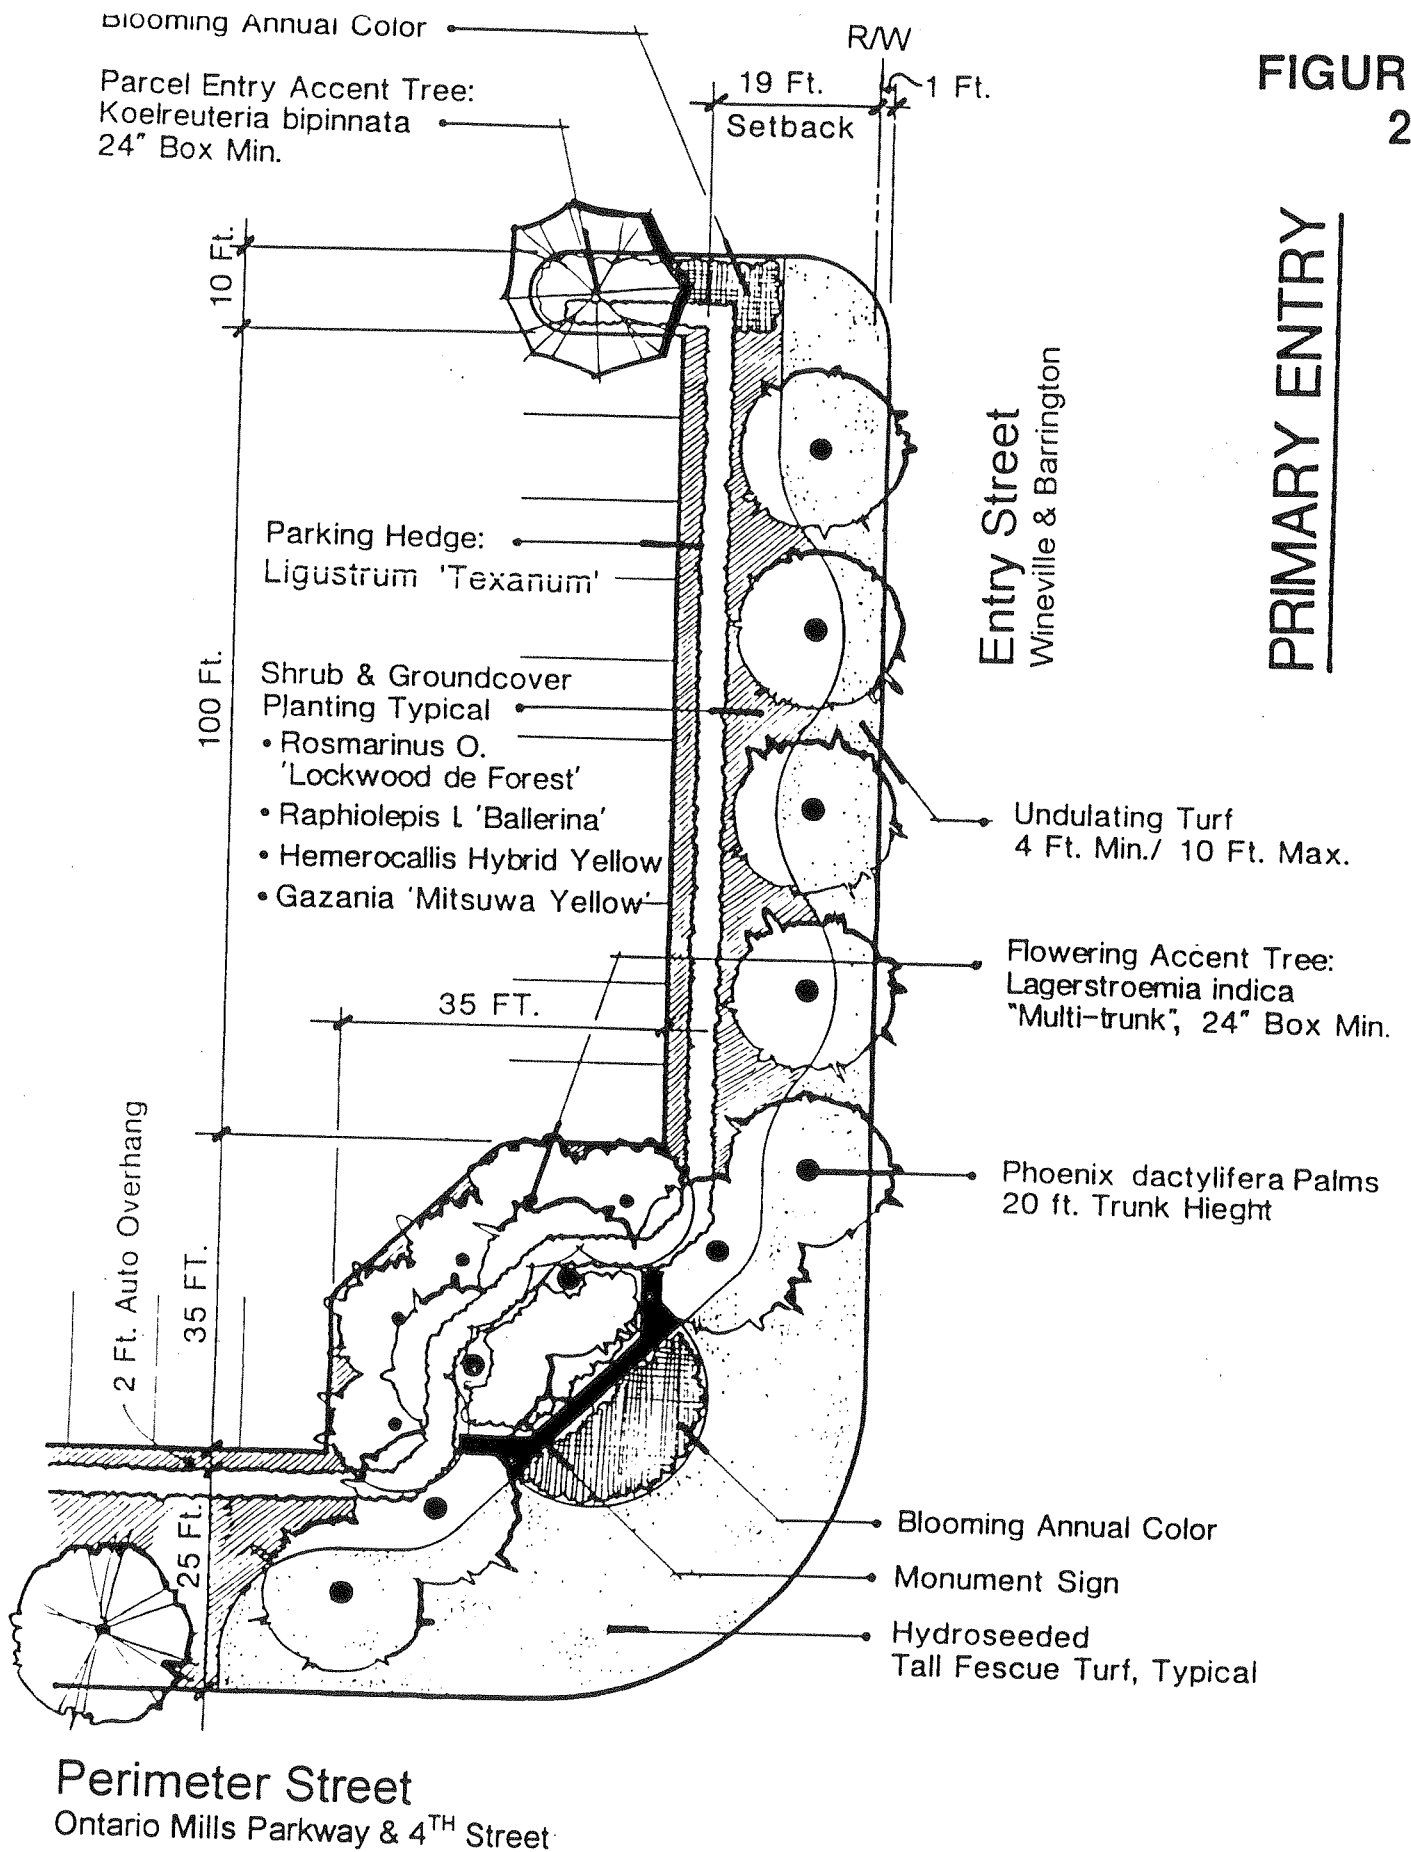 Blooming Annual Color
R/W
FIGUR
2
Parcel Entry Accent Tree:
Koelreuteria bipinnata
24" Box Min.
19 Ft.
1 Ft.
Setback
10 Ft.
PRIMARY ENTRY
Entry Street
Wineville & Barrington
Parking Hedge:
Ligustrum 'Texanum'
100 Ft.
Shrub & Groundcover
Planting Typical
• Rosmarinus O.
'Lockwood de Forest'
• Raphiolepis I. 'Ballerina'
• Hemerocallis Hybrid Yellow
• Gazania 'Mitsuwa Yellow'
Undulating Turf
4 Ft. Min./ 10 Ft. Max.
Flowering Accent Tree:
Lagerstroemia indica
"Multi-trunk", 24" Box Min.
35 FT.
2 Ft. Auto Overhang
35 FT.
Phoenix dactylifera Palms
20 ft. Trunk Hieght
25 Ft.
Blooming Annual Color
Monument Sign
Hydroseeded
Tall Fescue Turf, Typical
Perimeter Street
Ontario Mills Parkway & 4TH Street